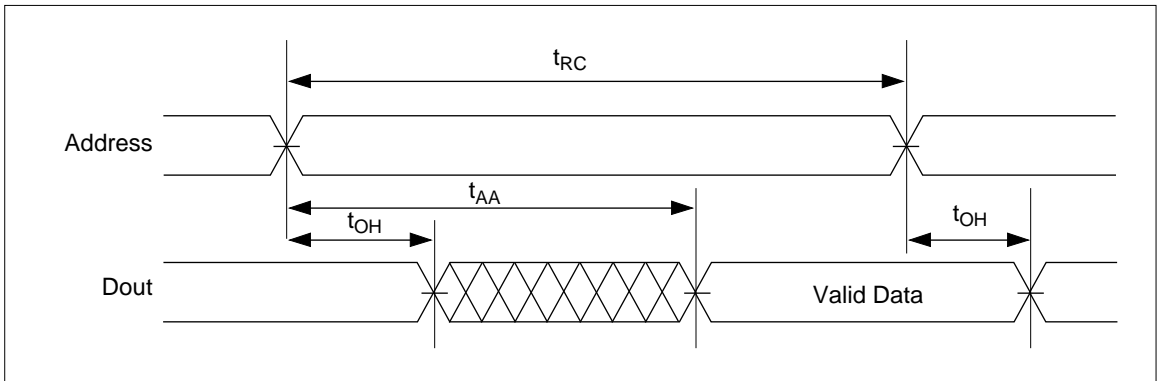 tRC
Address
tAA
tOH
tOH
Dout
Valid Data